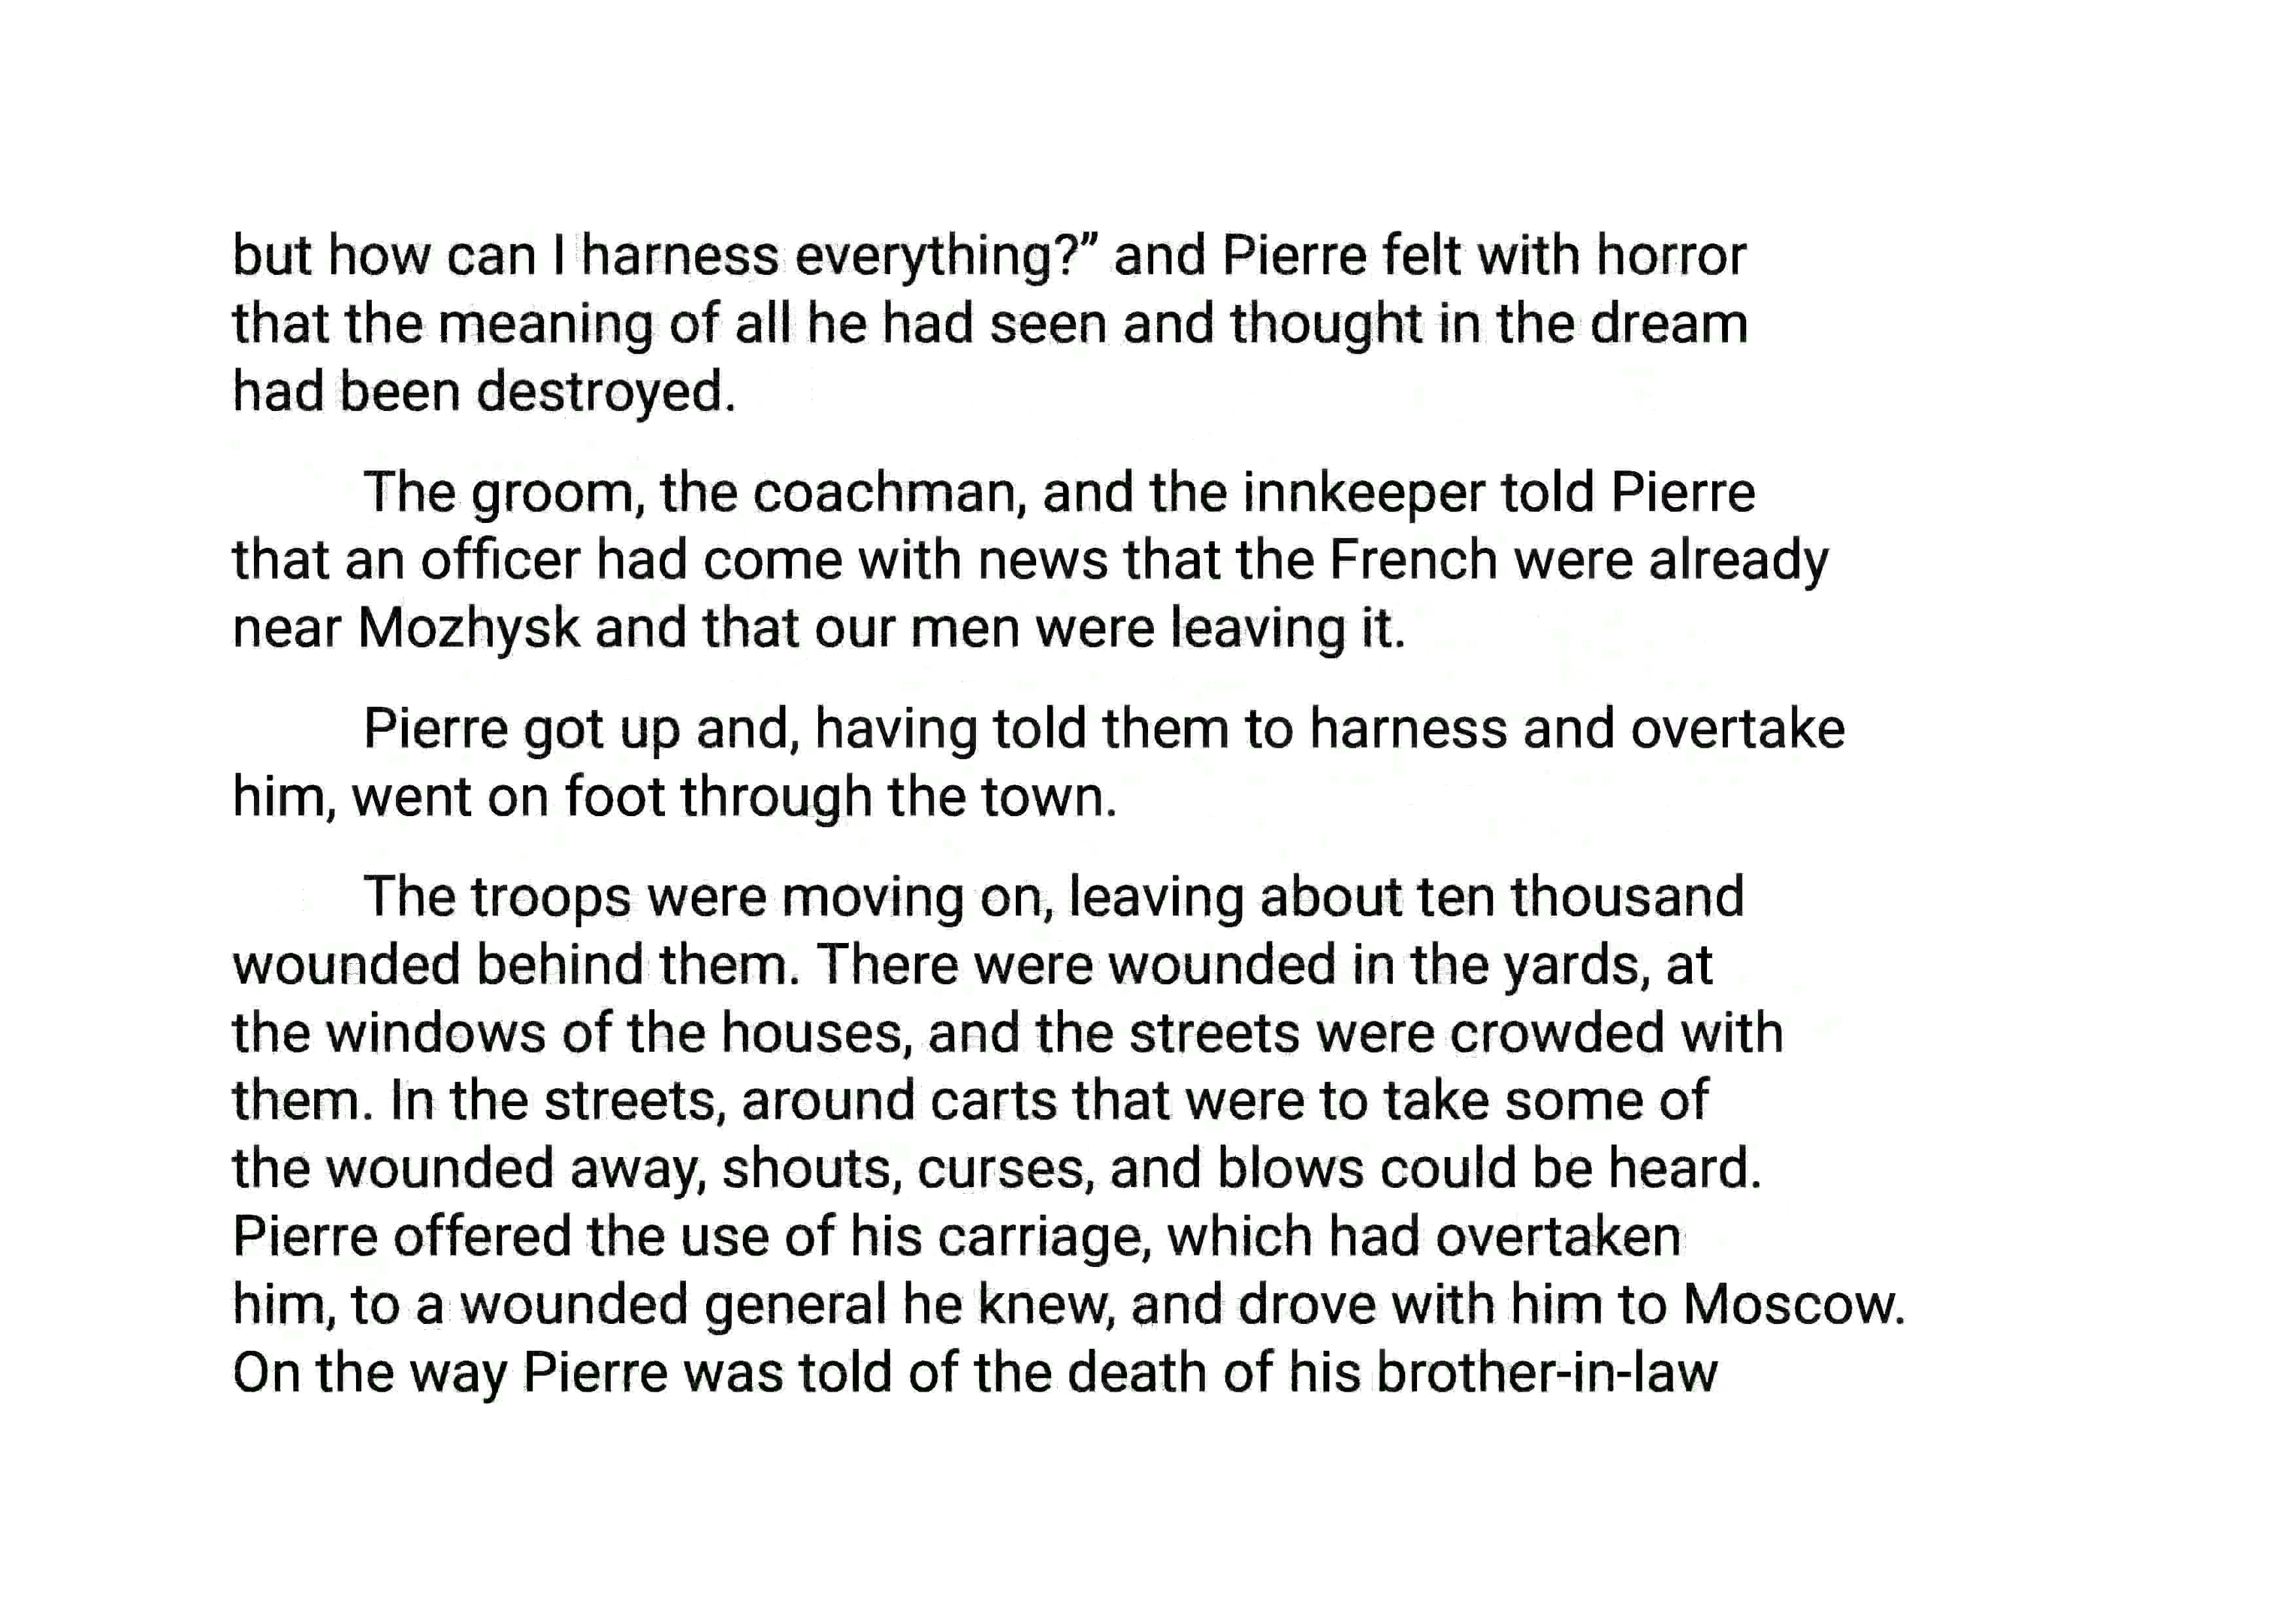 but how can I harness everything?” and Pierre felt with horror
that the meaning of all he had seen and thought in the dream
had been destroyed.
The groom, the coachman, and the innkeeper told Pierre
that an officer had come with news that the French were already
near Mozhysk and that our men were leaving it.
Pierre got up and, having told them to harness and overtake
him, went on foot through the town.
The troops were moving on, leaving about ten thousand
wounded behind them. There were wounded in the yards, at
the windows of the houses, and the streets were crowded with
them. In the streets, around carts that were to take some of
the wounded away, shouts, curses, and blows could be heard.
Pierre offered the use of his carriage, which had overtaken
him, to a wounded general he knew, and drove with him to Moscow.
On the way Pierre was told of the death of his brother-in-law